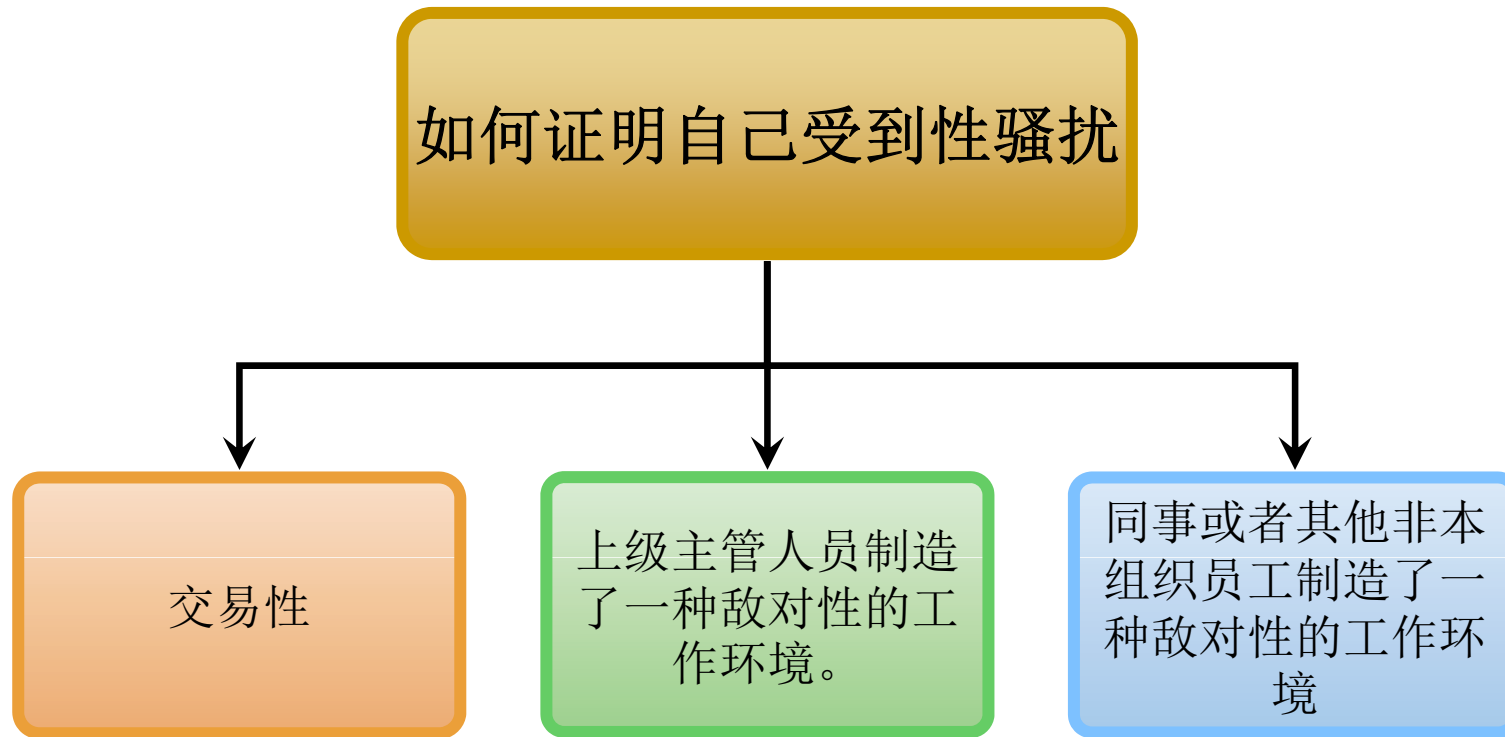 如何证明自己受到性骚扰
交易性
上级主管人员制造
了一种敌对性的工
作环境。
同事或者其他非本
组织员工制造了一
种敌对性的工作环
境